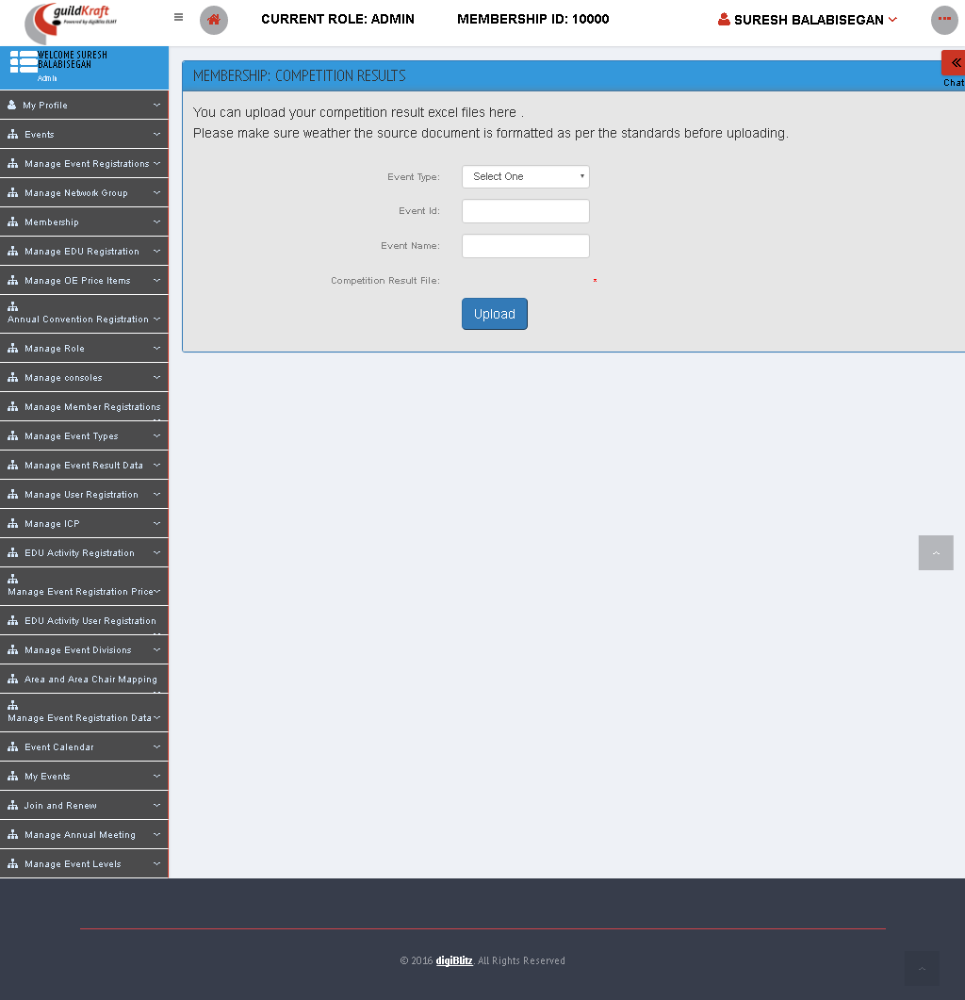 guildKraft
Powered by digiBlitz ELMT
CURRENT ROLE: ADMIN
MEMBERSHIP ID: 10000
SURESH BALABISEGAN
WELCOME SURESH
BALABISEGAN
Admin
My Profile
Events
Manage Event Registrations
Manage Network Group
Membership
Manage EDU Registration
Manage OE Price Items
Annual Convention Registration
Manage Role
Manage consoles
Manage Member Registrations
Manage Event Types
Manage Event Result Data
Manage User Registration
Manage ICP
EDU Activity Registration
Manage Event Registration Price
EDU Activity User Registration
Manage Event Divisions
Area and Area Chair Mapping
Manage Event Registration Data
Event Calendar
My Events
Join and Renew
Manage Annual Meeting
Manage Event Levels
Chat
MEMBERSHIP: COMPETITION RESULTS
You can upload your competition result excel files here .
Please make sure weather the source document is formatted as per the standards before uploading.
Event Type: Select One
Event Id:
Event Name:
Competition Result File: *
Upload
© 2016 digiBlitz. All Rights Reserved